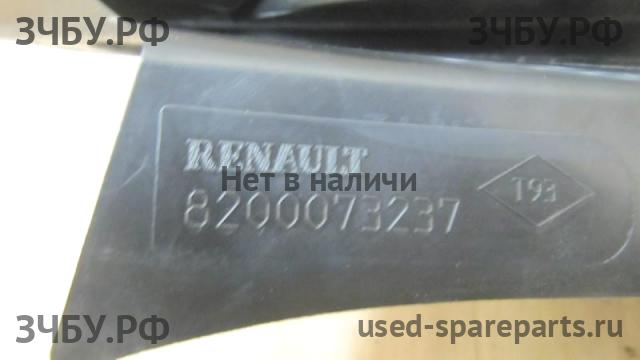 ЗЧБУ.РФ ЗЧБУ.РФ
RENAULT
Нет в наличи
T93
8200073237
ЗЧБУ.РФ used-spareparts.ru